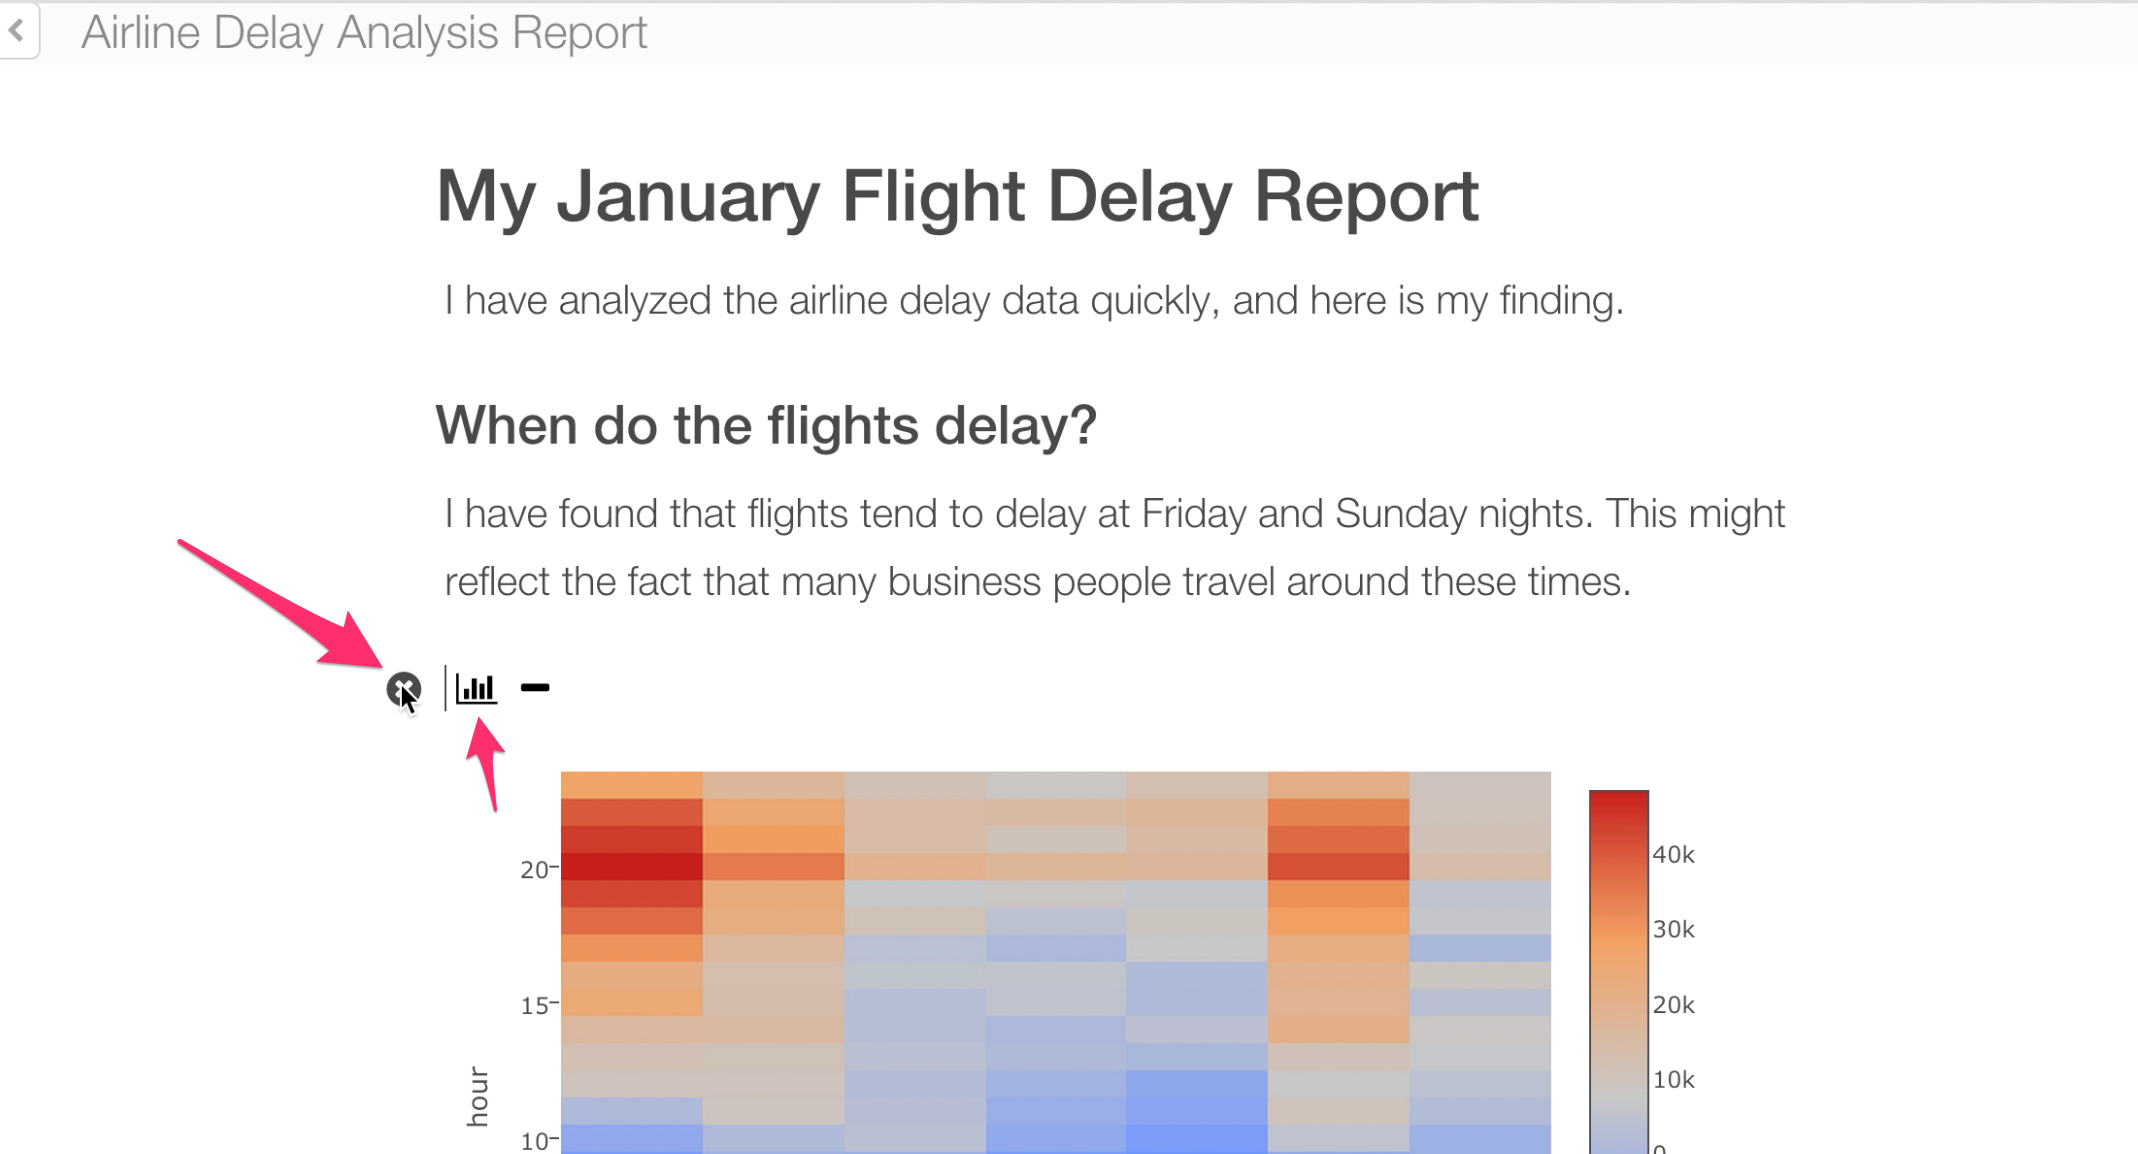 Airline Delay Analysis Report
My January Flight Delay Report
I have analyzed the airline delay data quickly, and here is my finding.
When do the flights delay?
I have found that flights tend to delay at Friday and Sunday nights. This might
reflect the fact that many business people travel around these times.
20
15
10
hour
40k
30k
20k
10k
0